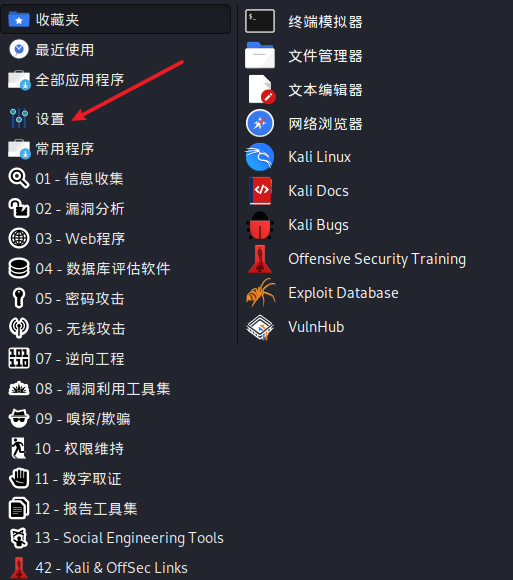 收藏夹
最近使用
全部应用程序
设置
常用程序
01 - 信息收集
02 - 漏洞分析
03 - Web程序
04 - 数据库评估软件
05 - 密码攻击
06 - 无线攻击
07 - 逆向工程
08 - 漏洞利用工具集
09 - 嗅探/欺骗
10 - 权限维持
11 - 数字取证
12 - 报告工具集
13 - Social Engineering Tools
42 - Kali & OffSec Links
终端模拟器
文件管理器
文本编辑器
网络浏览器
Kali Linux
Kali Docs
Kali Bugs
Offensive Security Training
Exploit Database
VulnHub